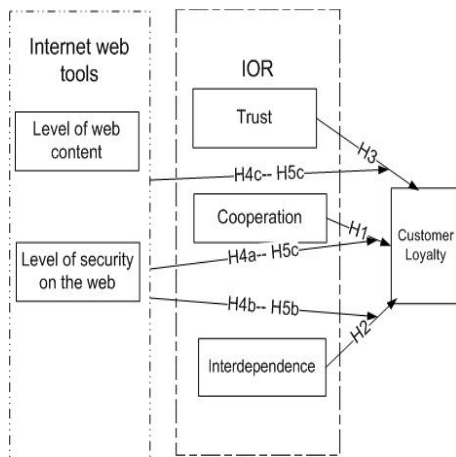 Internet web
tools
Level of web
content
Level of security
on the web
IOR
Trust
Cooperation
Interdependence
H4c-- H5c
H4a-- H5c
H4b-- H5b
H3
H1
H2
Customer
Loyalty